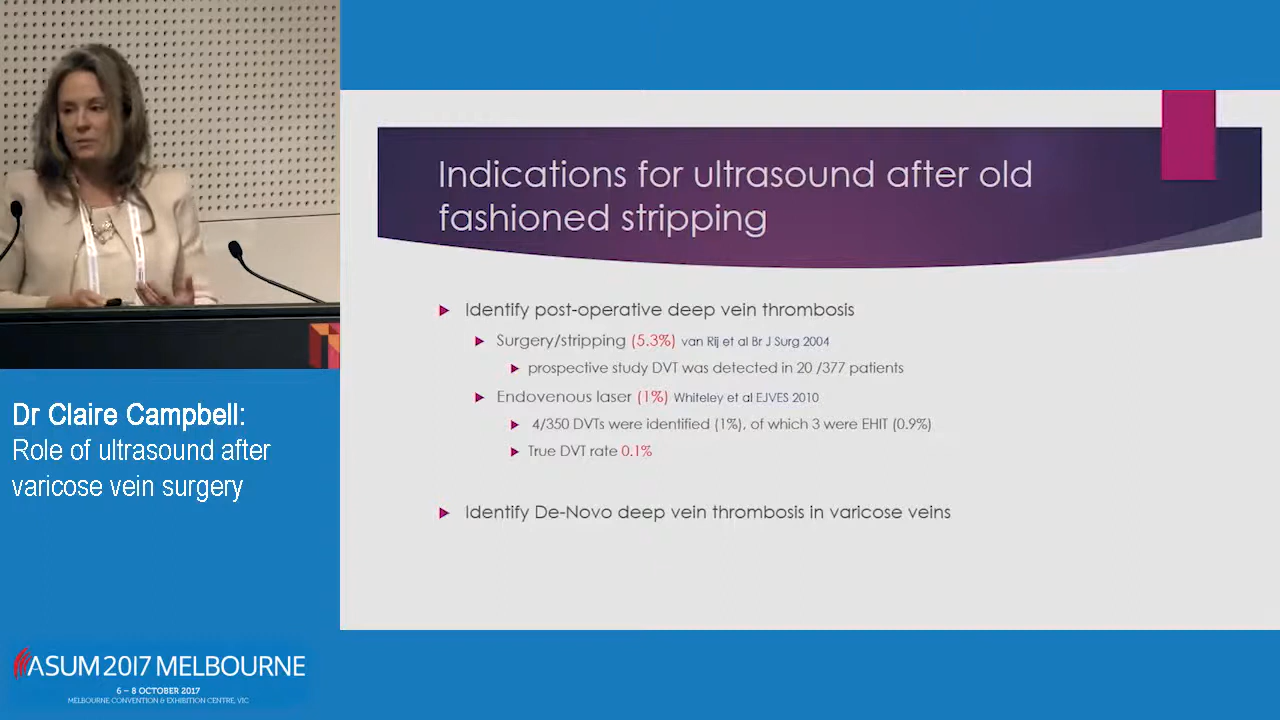 Indications for ultrasound after old
fashioned stripping
Identify post-operative deep vein thrombosis
Surgery/stripping (5.3%) van Rij et al Br J Surg 2004
prospective study DVT was detected in 20 /377 patients
Endovenous laser (1%) Whiteley et al EJVES 2010
4/350 DVTs were identified (1%), of which 3 were EHIT (0.9%)
True DVT rate 0.1%
Identify De-Novo deep vein thrombosis in varicose veins
Dr Claire Campbell:
Role of ultrasound after
varicose vein surgery
ASUM 2017 MELBOURNE
6 – 8 OCTOBER 2017
MELBOURNE CONVENTION & EXHIBITION CENTRE, VIC